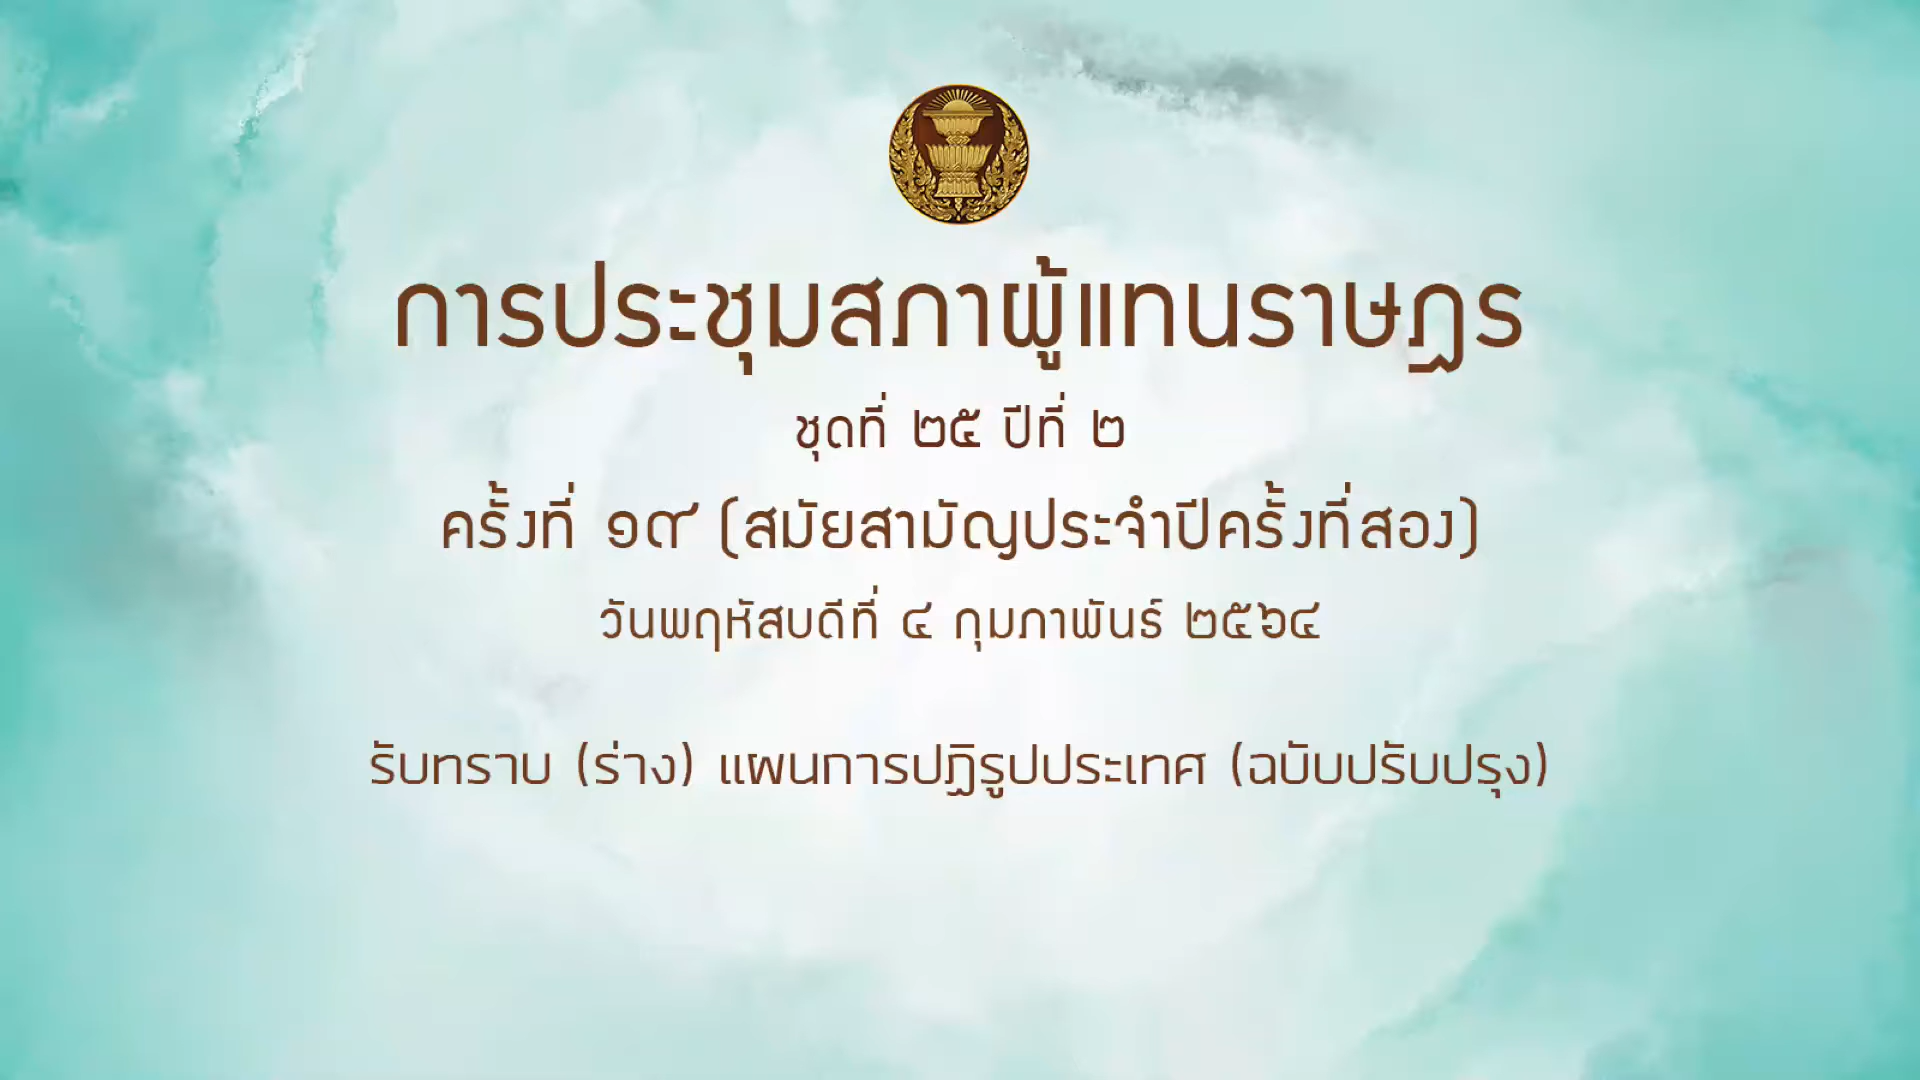 การประชุมสภาผู้แทนราษฎร
ชุดที่ ๒๕ ปีที่ ๒
ครั้งที่ ๑๙ (สมัยสามัญประจำปีครั้งที่สอง)
วันพฤหัสบดีที่ ๔ กุมภาพันธ์ ๒๕๖๔
รับทราบ (ร่าง) แผนการปฏิรูปประเทศ (ฉบับปรับปรุง)